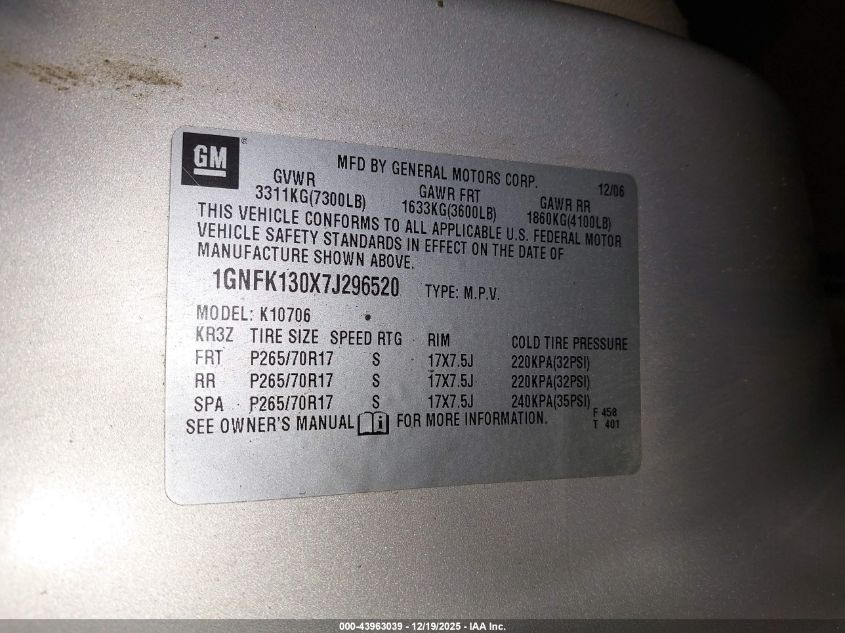 GM ®
MFD BY GENERAL MOTORS CORP. 12/06
GVWR GAWR FRT GAWR RR
3311KG(7300LB) 1633KG(3600LB) 1860KG(4100LB)
THIS VEHICLE CONFORMS TO ALL APPLICABLE U.S. FEDERAL MOTOR
VEHICLE SAFETY STANDARDS IN EFFECT ON THE DATE OF
MANUFACTURE SHOWN ABOVE.
1GNFK130X7J296520 TYPE: M.P.V.
MODEL: K10706
KR3Z TIRE SIZE SPEED RTG RIM COLD TIRE PRESSURE
FRT P265/70R17 S 17X7.5J 220KPA(32PSI)
RR P265/70R17 S 17X7.5J 220KPA(32PSI)
SPA P265/70R17 S 17X7.5J 240KPA(35PSI)
SEE OWNER'S MANUAL i FOR MORE INFORMATION.
F 458
T 401
000-43963039 - 12/19/2025 - IAA Inc.